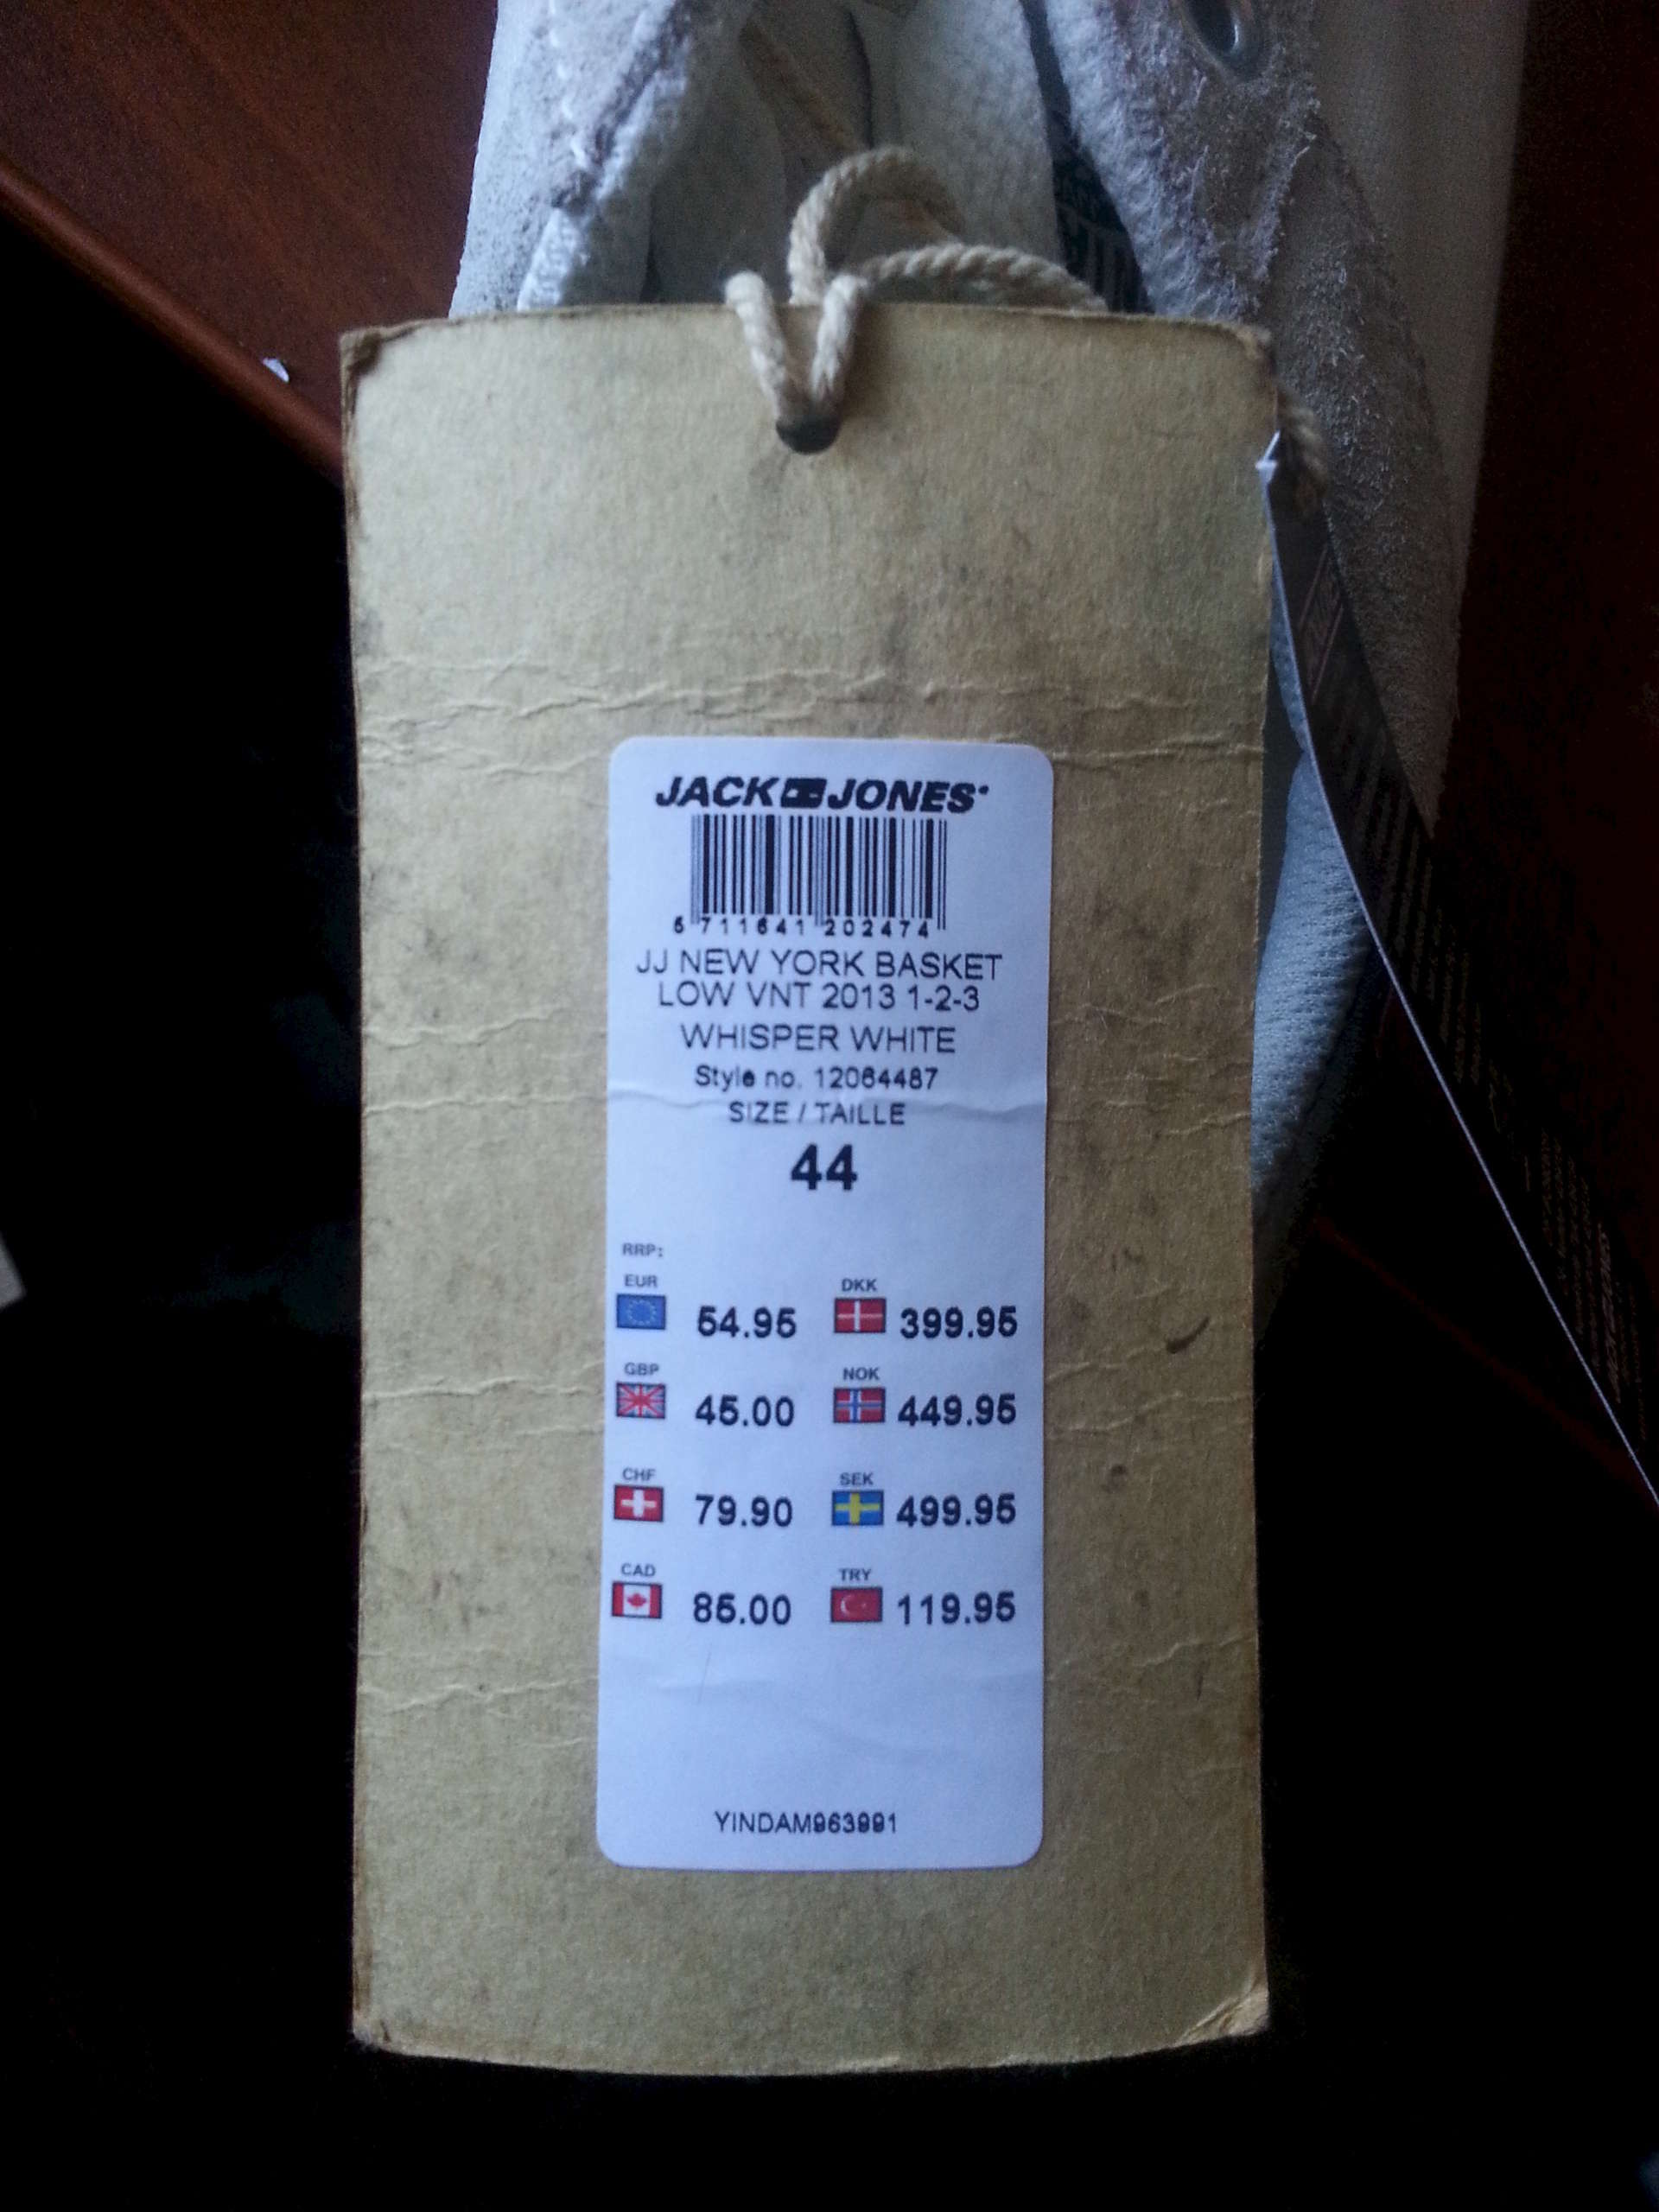 JACK JONES
5 711641 202474
JJ NEW YORK BASKET
LOW VNT 2013 1-2-3
WHISPER WHITE
Style no. 12064487
SIZE / TAILLE
44
RRP:
EUR DKK
54.95 399.95
GBP NOK
45.00 449.95
CHF SEK
79.90 499.95
CAD TRY
85.00 119.95
YINDAM963991